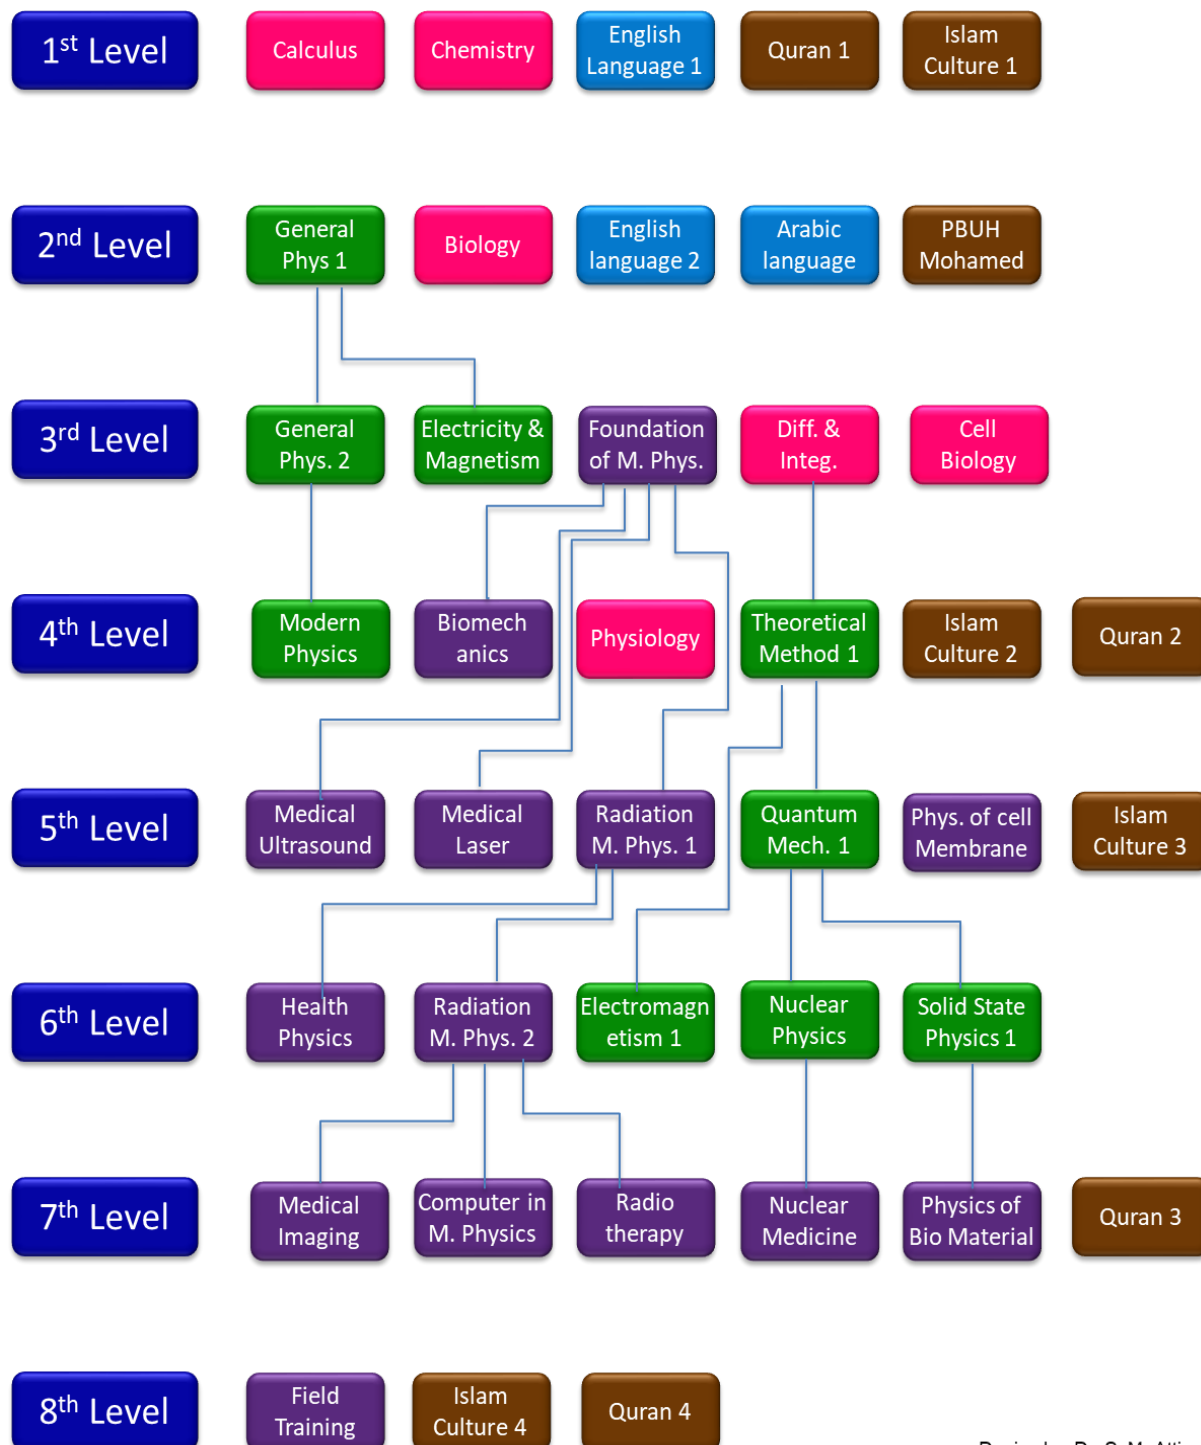 1st Level
Calculus
Chemistry
English
Language 1
Quran 1
Islam
Culture 1
2nd Level
General
Phys 1
Biology
English
language 2
Arabic
language
PBUH
Mohamed
3rd Level
General
Phys. 2
Electricity &
Magnetism
Foundation
of M. Phys.
Diff. &
Integ.
Cell
Biology
4th Level
Modern
Physics
Biomech
anics
Physiology
Theoretical
Method 1
Islam
Culture 2
Quran 2
5th Level
Medical
Ultrasound
Medical
Laser
Radiation
M. Phys. 1
Quantum
Mech. 1
Phys. of cell
Membrane
Islam
Culture 3
6th Level
Health
Physics
Radiation
M. Phys. 2
Electromagn
etism 1
Nuclear
Physics
Solid State
Physics 1
7th Level
Medical
Imaging
Computer in
M. Physics
Radio
therapy
Nuclear
Medicine
Physics of
Bio Material
Quran 3
8th Level
Field
Training
Islam
Culture 4
Quran 4